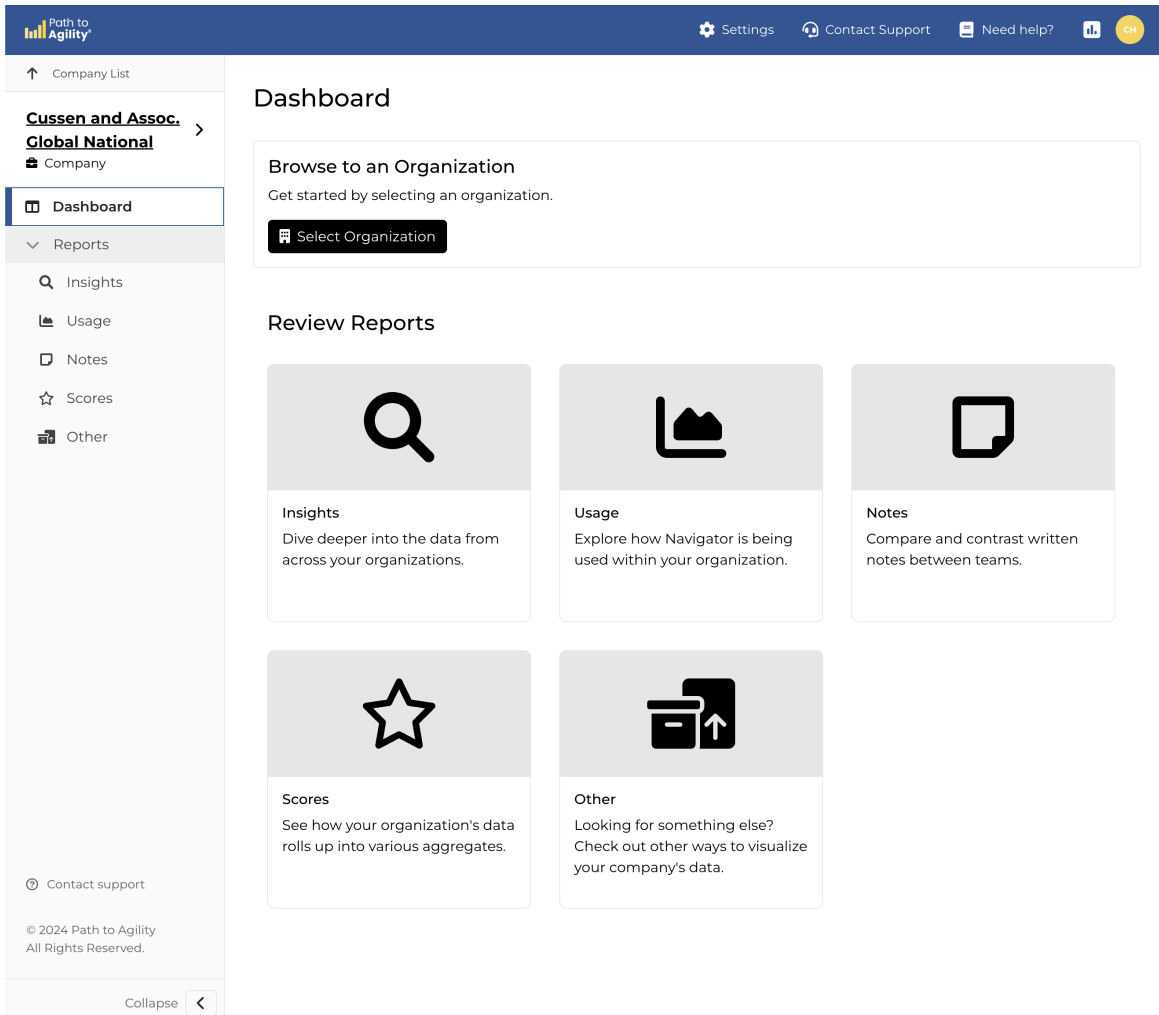 Path to
Agility®
Settings
Contact Support
Need help?
CH
Company List
Cussen and Assoc.
Global National
Company
Dashboard
Reports
Insights
Usage
Notes
Scores
Other
Contact support
© 2024 Path to Agility
All Rights Reserved.
Collapse
Dashboard
Browse to an Organization
Get started by selecting an organization.
Select Organization
Review Reports
Insights
Dive deeper into the data from
across your organizations.
Usage
Explore how Navigator is being
used within your organization.
Notes
Compare and contrast written
notes between teams.
Scores
See how your organization's data
rolls up into various aggregates.
Other
Looking for something else?
Check out other ways to visualize
your company's data.